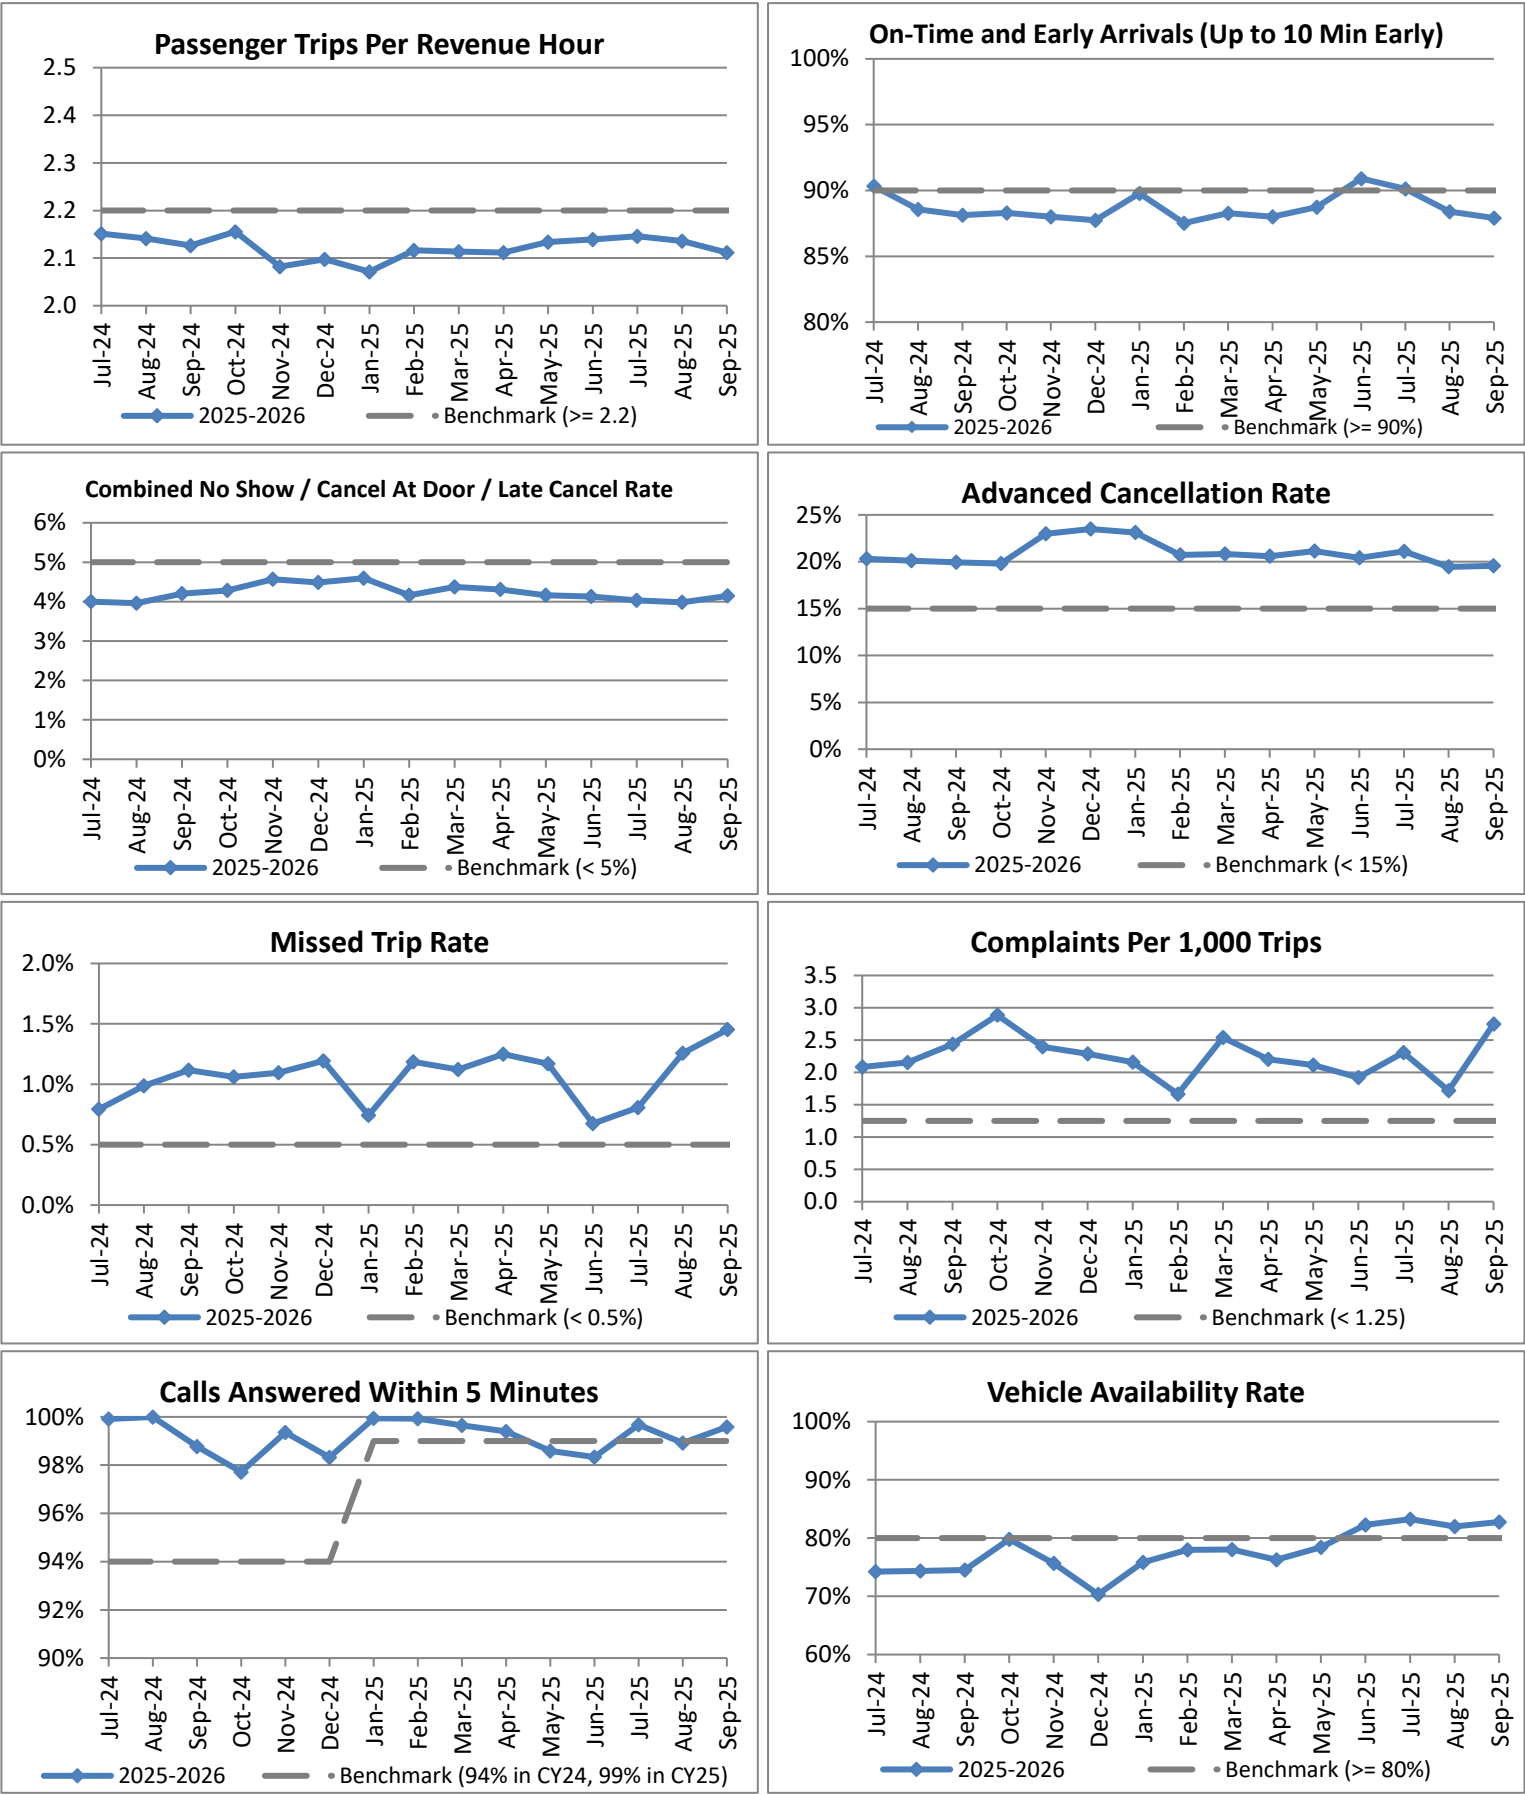 Passenger Trips Per Revenue Hour
2.5
2.4
2.3
2.2
2.1
2.0
Jul-24
Aug-24
Sep-24
Oct-24
Nov-24
Dec-24
Jan-25
Feb-25
Mar-25
Apr-25
May-25
Jun-25
Jul-25
Aug-25
Sep-25
2025-2026
Benchmark (>= 2.2)
On-Time and Early Arrivals (Up to 10 Min Early)
100%
95%
90%
85%
80%
Jul-24
Aug-24
Sep-24
Oct-24
Nov-24
Dec-24
Jan-25
Feb-25
Mar-25
Apr-25
May-25
Jun-25
Jul-25
Aug-25
Sep-25
2025-2026
Benchmark (>= 90%)
Combined No Show / Cancel At Door / Late Cancel Rate
6%
5%
4%
3%
2%
1%
0%
Jul-24
Aug-24
Sep-24
Oct-24
Nov-24
Dec-24
Jan-25
Feb-25
Mar-25
Apr-25
May-25
Jun-25
Jul-25
Aug-25
Sep-25
2025-2026
Benchmark (< 5%)
Advanced Cancellation Rate
25%
20%
15%
10%
5%
0%
Jul-24
Aug-24
Sep-24
Oct-24
Nov-24
Dec-24
Jan-25
Feb-25
Mar-25
Apr-25
May-25
Jun-25
Jul-25
Aug-25
Sep-25
2025-2026
Benchmark (< 15%)
Missed Trip Rate
2.0%
1.5%
1.0%
0.5%
0.0%
Jul-24
Aug-24
Sep-24
Oct-24
Nov-24
Dec-24
Jan-25
Feb-25
Mar-25
Apr-25
May-25
Jun-25
Jul-25
Aug-25
Sep-25
2025-2026
Benchmark (< 0.5%)
Complaints Per 1,000 Trips
3.5
3.0
2.5
2.0
1.5
1.0
0.5
0.0
Jul-24
Aug-24
Sep-24
Oct-24
Nov-24
Dec-24
Jan-25
Feb-25
Mar-25
Apr-25
May-25
Jun-25
Jul-25
Aug-25
Sep-25
2025-2026
Benchmark (< 1.25)
Calls Answered Within 5 Minutes
100%
98%
96%
94%
92%
90%
Jul-24
Aug-24
Sep-24
Oct-24
Nov-24
Dec-24
Jan-25
Feb-25
Mar-25
Apr-25
May-25
Jun-25
Jul-25
Aug-25
Sep-25
2025-2026
Benchmark (94% in CY24, 99% in CY25)
Vehicle Availability Rate
100%
90%
80%
70%
60%
Jul-24
Aug-24
Sep-24
Oct-24
Nov-24
Dec-24
Jan-25
Feb-25
Mar-25
Apr-25
May-25
Jun-25
Jul-25
Aug-25
Sep-25
2025-2026
Benchmark (>= 80%)